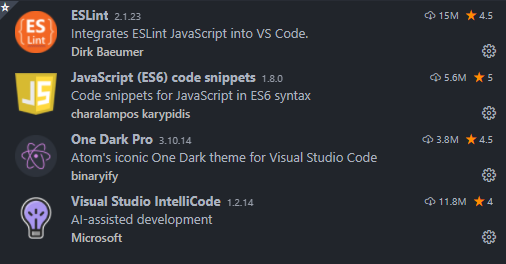 ES
Lint
ESLint 2.1.23 15M 4.5
Integrates ESLint JavaScript into VS Code.
Dirk Baeumer
JS
JavaScript (ES6) code snippets 1.8.0 5.6M 5
Code snippets for JavaScript in ES6 syntax
charalampos karypidis
One Dark Pro 3.10.14 3.8M 4.5
Atom's iconic One Dark theme for Visual Studio Code
binaryify
Visual Studio IntelliCode 1.2.14 11.8M 4
AI-assisted development
Microsoft